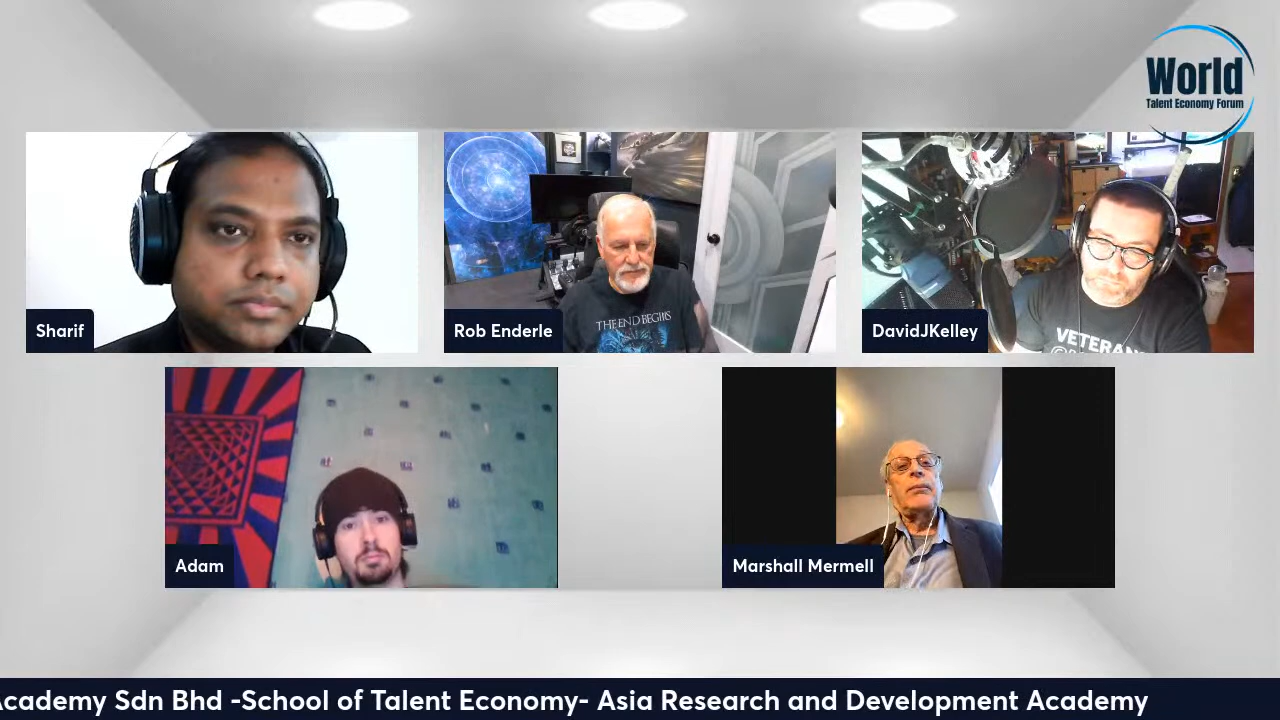 World
Talent Economy Forum
Sharif
Rob Enderle
THE END BEGINS
DavidJKelley
VETERAN
Adam
Marshall Mermell
Academy Sdn Bhd -School of Talent Economy- Asia Research and Development Academy